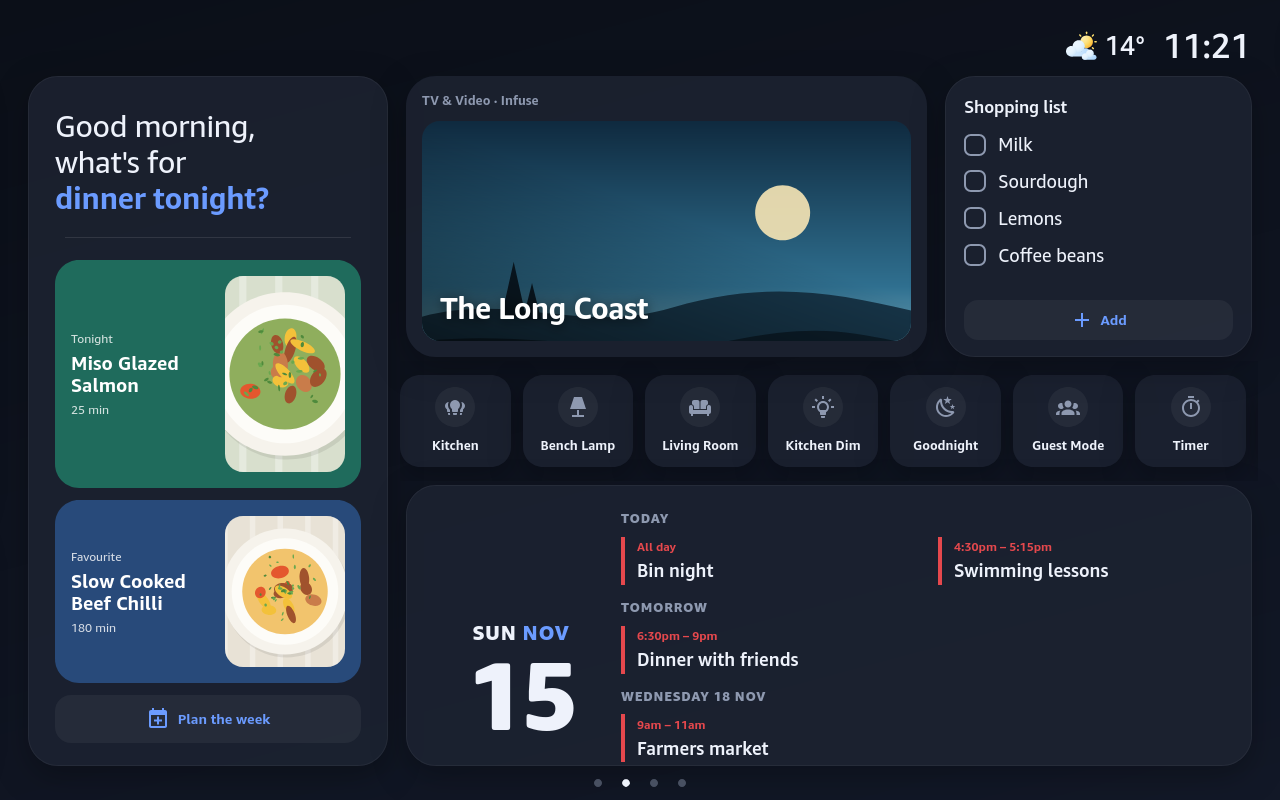 14°
11:21
Good morning,
what's for
dinner tonight?
Tonight
Miso Glazed
Salmon
25 min
Favourite
Slow Cooked
Beef Chilli
180 min
Plan the week
TV & Video · Infuse
The Long Coast
Shopping list
Milk
Sourdough
Lemons
Coffee beans
Add
Kitchen
Bench Lamp
Living Room
Kitchen Dim
Goodnight
Guest Mode
Timer
SUN NOV
15
TODAY
All day
Bin night
4:30pm – 5:15pm
Swimming lessons
TOMORROW
6:30pm – 9pm
Dinner with friends
WEDNESDAY 18 NOV
9am – 11am
Farmers market